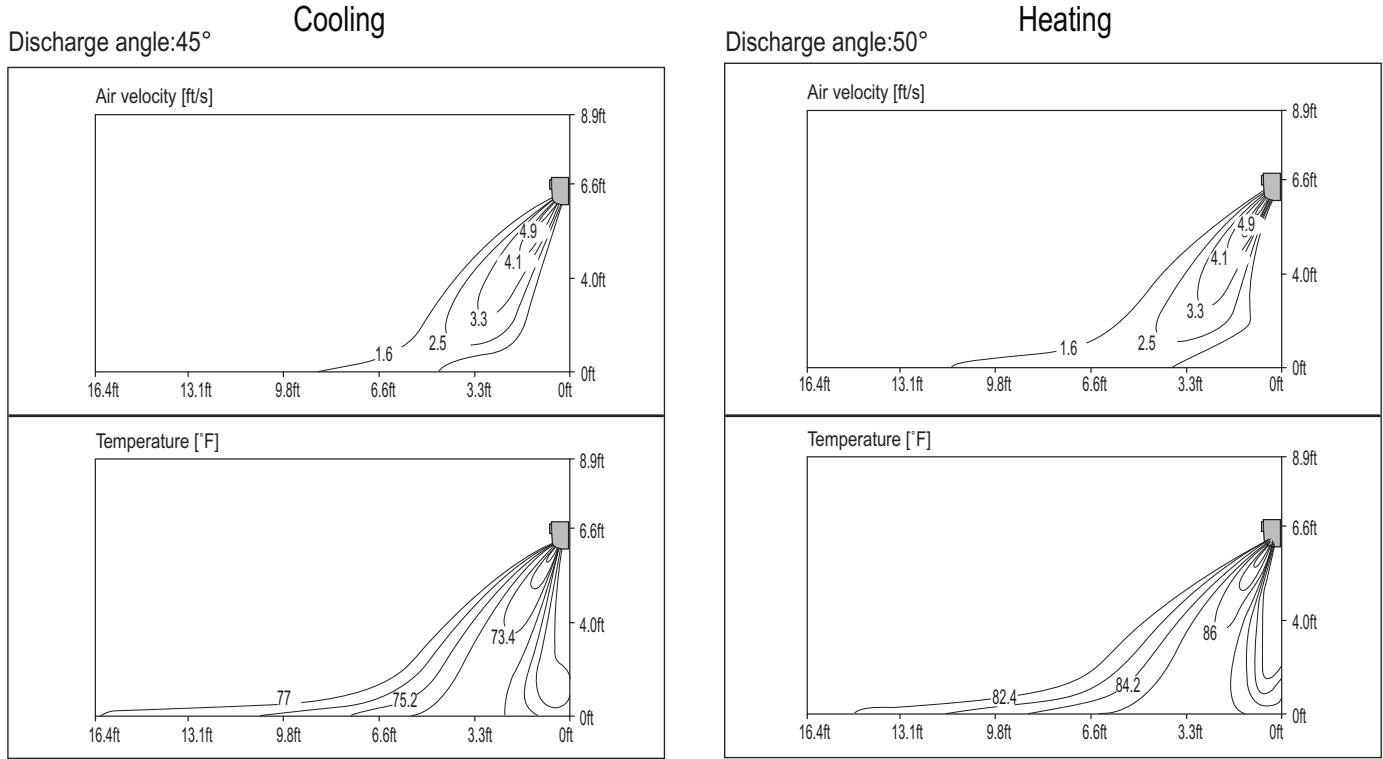 Cooling
Discharge angle:45°
Air velocity [ft/s]
8.9ft
6.6ft
4.9
4.1
4.0ft
3.3
2.5
1.6
0ft
16.4ft 13.1ft 9.8ft 6.6ft 3.3ft 0ft
Temperature [°F]
8.9ft
6.6ft
4.0ft
73.4
77
75.2
0ft
16.4ft 13.1ft 9.8ft 6.6ft 3.3ft 0ft
Heating
Discharge angle:50°
Air velocity [ft/s]
8.9ft
6.6ft
4.9
4.1
4.0ft
3.3
2.5
1.6
0ft
16.4ft 13.1ft 9.8ft 6.6ft 3.3ft 0ft
Temperature [°F]
8.9ft
6.6ft
4.0ft
86
84.2
82.4
0ft
16.4ft 13.1ft 9.8ft 6.6ft 3.3ft 0ft